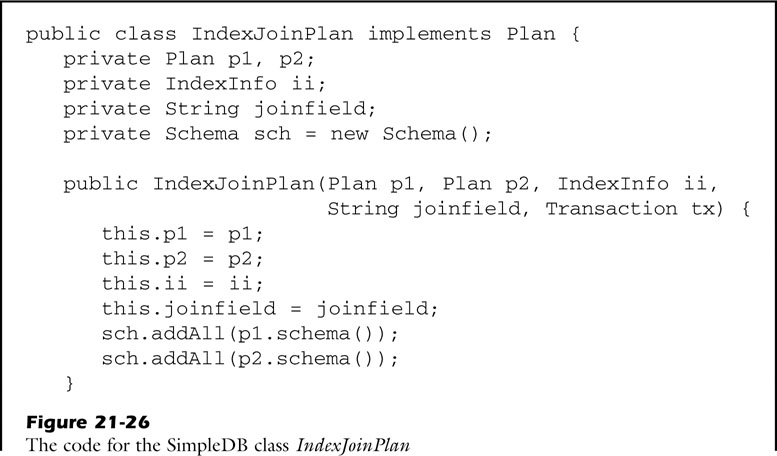 public class IndexJoinPlan implements Plan {
private Plan p1, p2;
private IndexInfo ii;
private String joinfield;
private Schema sch = new Schema();
public IndexJoinPlan(Plan p1, Plan p2, IndexInfo ii,
String joinfield, Transaction tx) {
this.p1 = p1;
this.p2 = p2;
this.ii = ii;
this.joinfield = joinfield;
sch.addAll(p1.schema());
sch.addAll(p2.schema());
}
Figure 21-26
The code for the SimpleDB class IndexJoinPlan